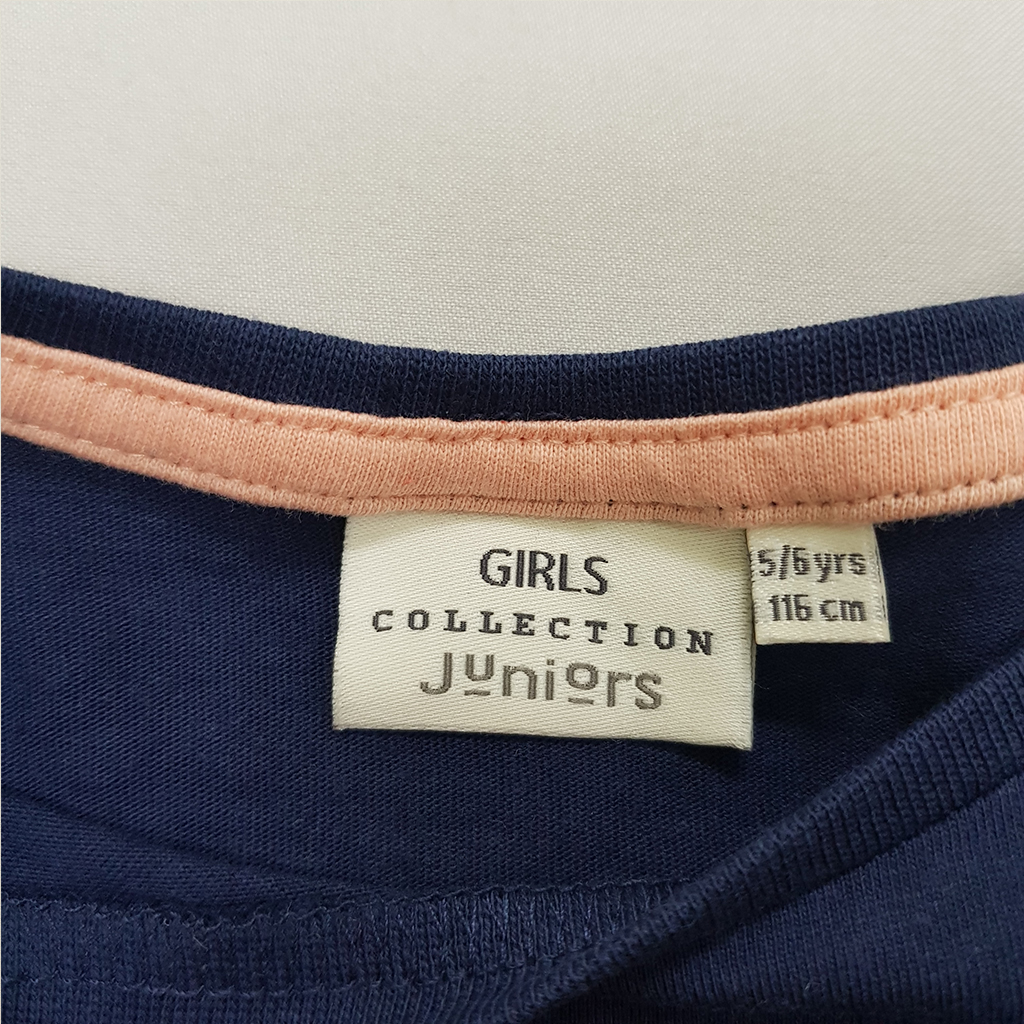 GIRLS
COLLECTION
Juniors
5/6 yrs
116 cm